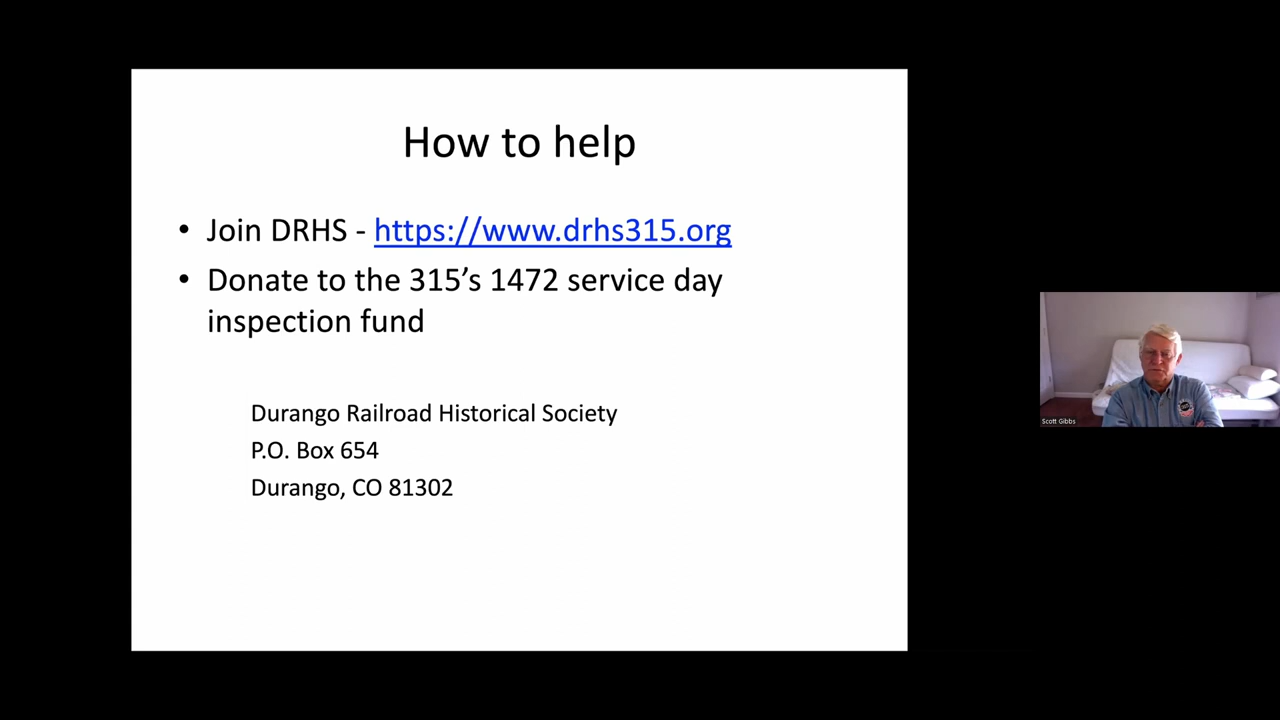 How to help
• Join DRHS - https://www.drhs315.org
• Donate to the 315’s 1472 service day
inspection fund
Durango Railroad Historical Society
P.O. Box 654
Durango, CO 81302
Scott Gibbs